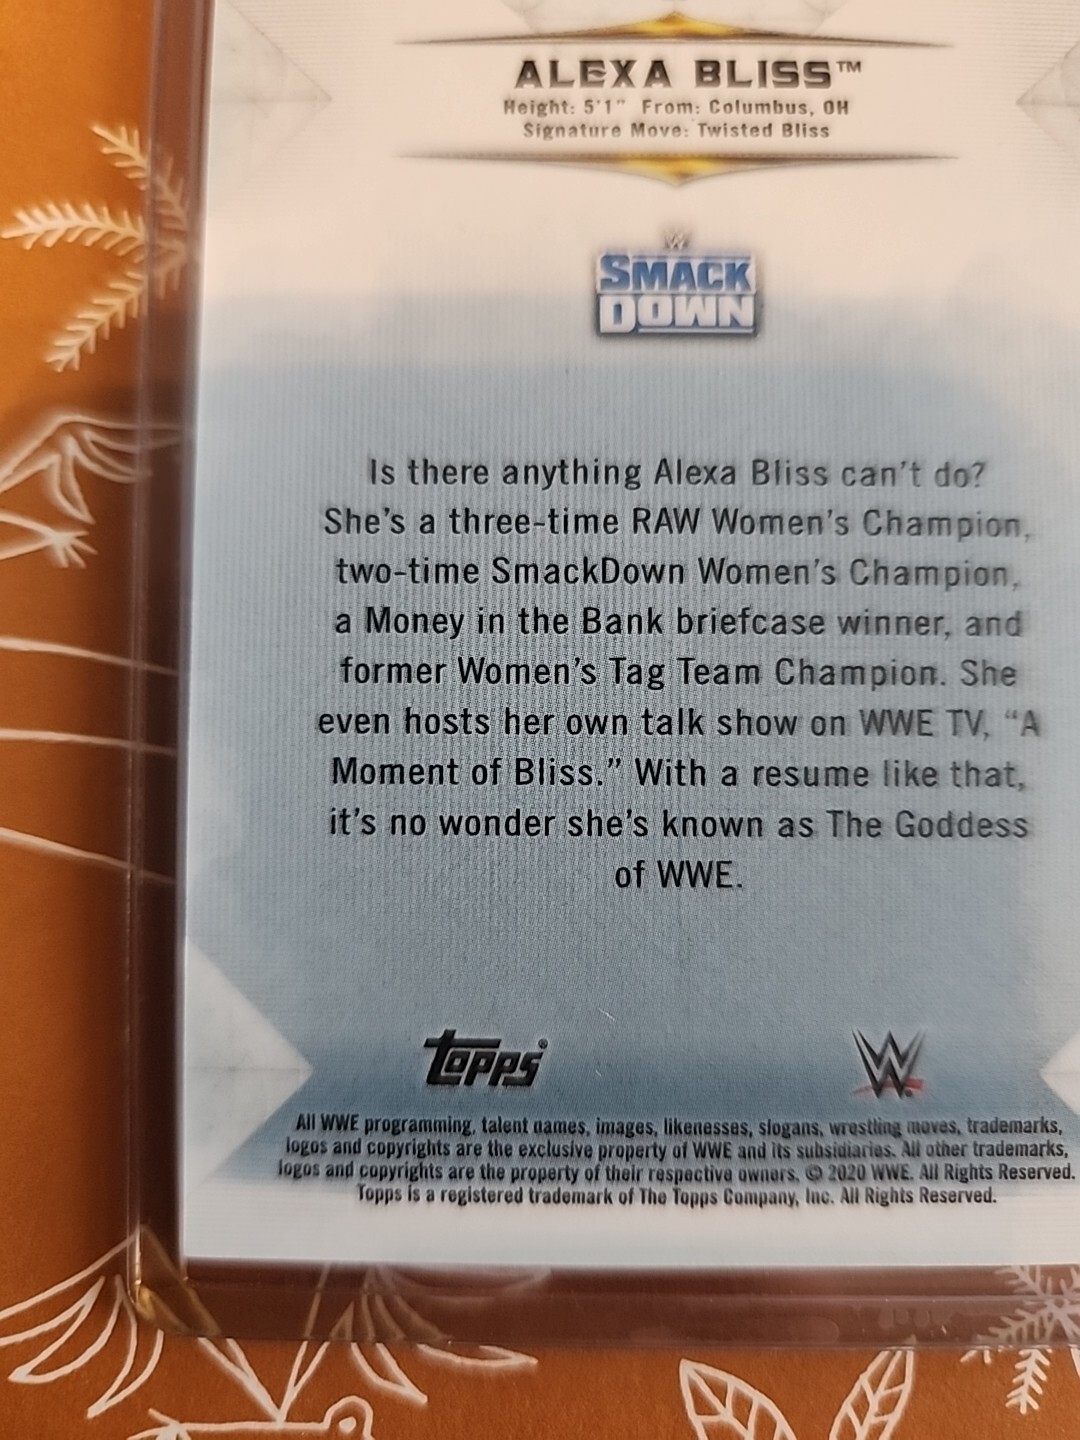 ALEXA BLISS™
Height: 5'1" From: Columbus, OH
Signature Move: Twisted Bliss
W
SMACK
DOWN
Is there anything Alexa Bliss can't do?
She's a three-time RAW Women's Champion,
two-time SmackDown Women's Champion,
a Money in the Bank briefcase winner, and
former Women's Tag Team Champion. She
even hosts her own talk show on WWE TV, “A
Moment of Bliss.” With a resume like that,
it's no wonder she's known as The Goddess
of WWE.
topps® W
All WWE programming, talent names, images, likenesses, slogans, wrestling moves, trademarks,
logos and copyrights are the exclusive property of WWE and its subsidiaries. All other trademarks,
logos and copyrights are the property of their respective owners. © 2020 WWE. All Rights Reserved.
Topps is a registered trademark of The Topps Company, Inc. All Rights Reserved.